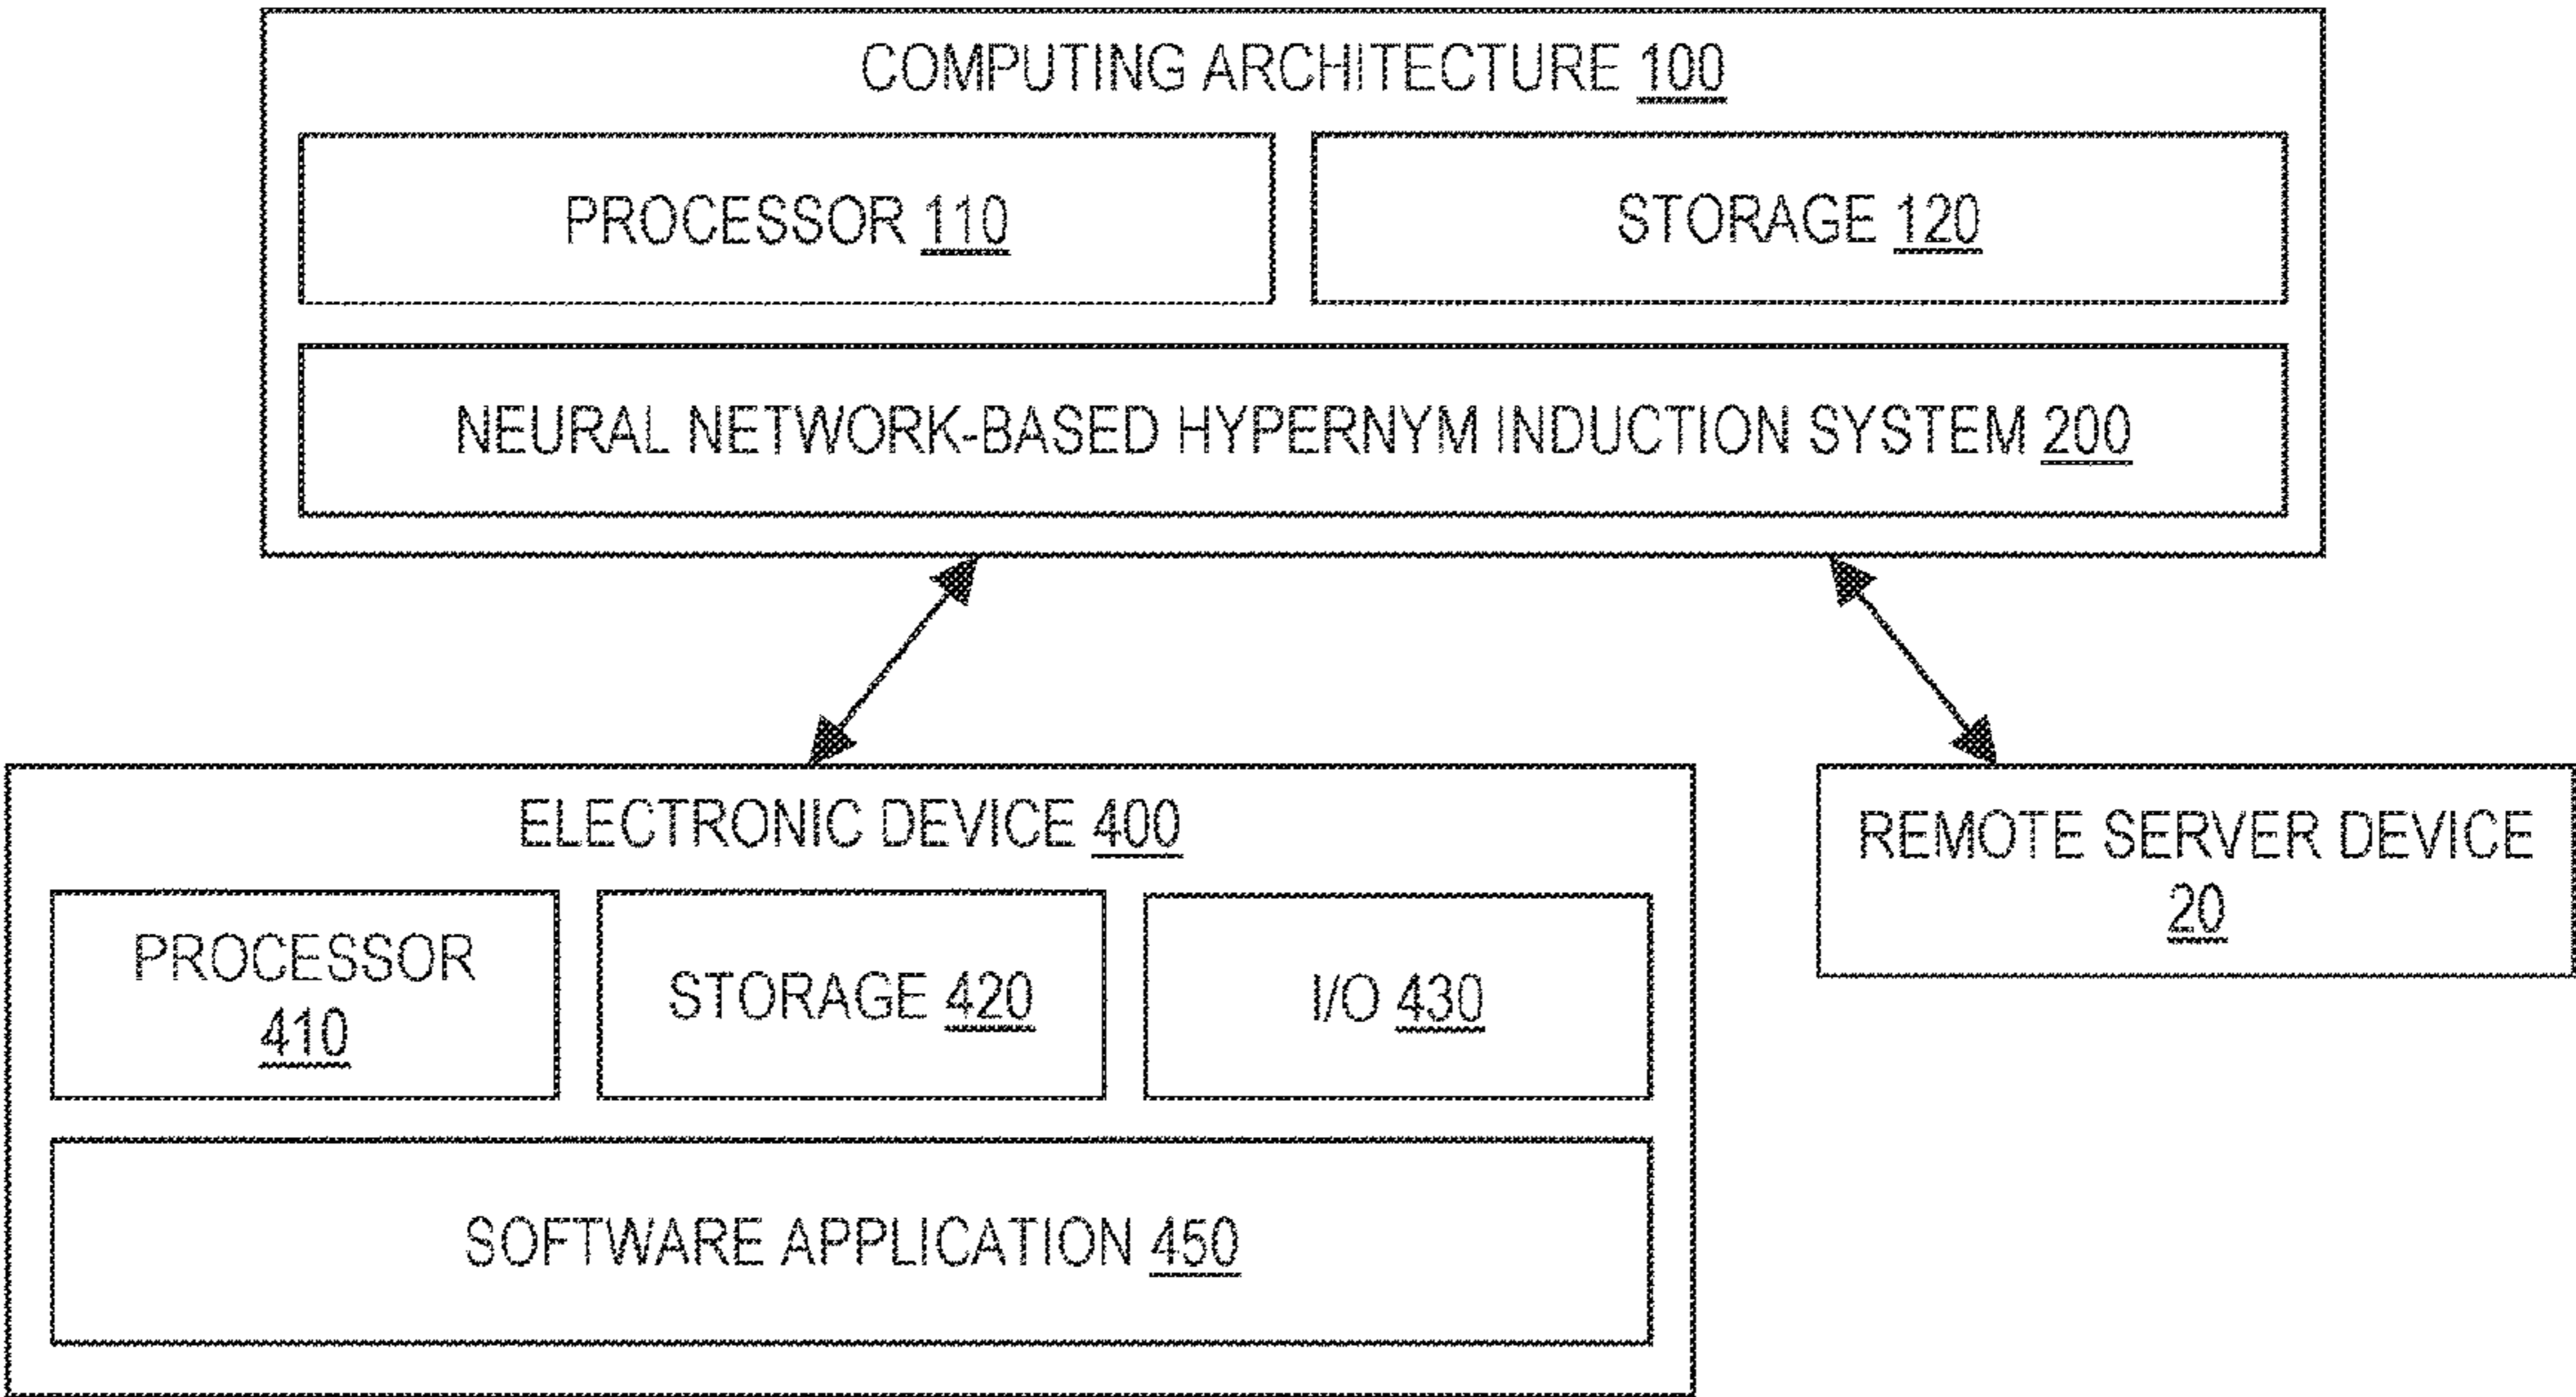 COMPUTING ARCHITECTURE 100
PROCESSOR 110
STORAGE 120
NEURAL NETWORK-BASED HYPERNYM INDUCTION SYSTEM 200
ELECTRONIC DEVICE 400
PROCESSOR
410
STORAGE 420
I/O 430
SOFTWARE APPLICATION 450
REMOTE SERVER DEVICE
20